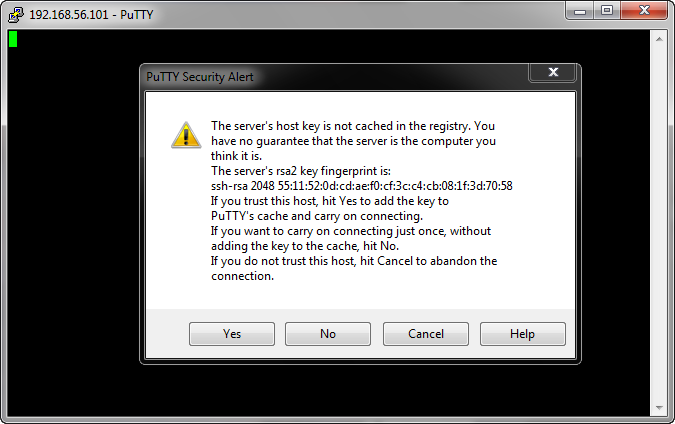 192.168.56.101 - PuTTY
PuTTY Security Alert
The server's host key is not cached in the registry. You
have no guarantee that the server is the computer you
think it is.
The server's rsa2 key fingerprint is:
ssh-rsa 2048 55:11:52:0d:cd:ae:f0:cf:3c:c4:cb:08:1f:3d:70:58
If you trust this host, hit Yes to add the key to
PuTTY's cache and carry on connecting.
If you want to carry on connecting just once, without
adding the key to the cache, hit No.
If you do not trust this host, hit Cancel to abandon the
connection.
Yes No Cancel Help